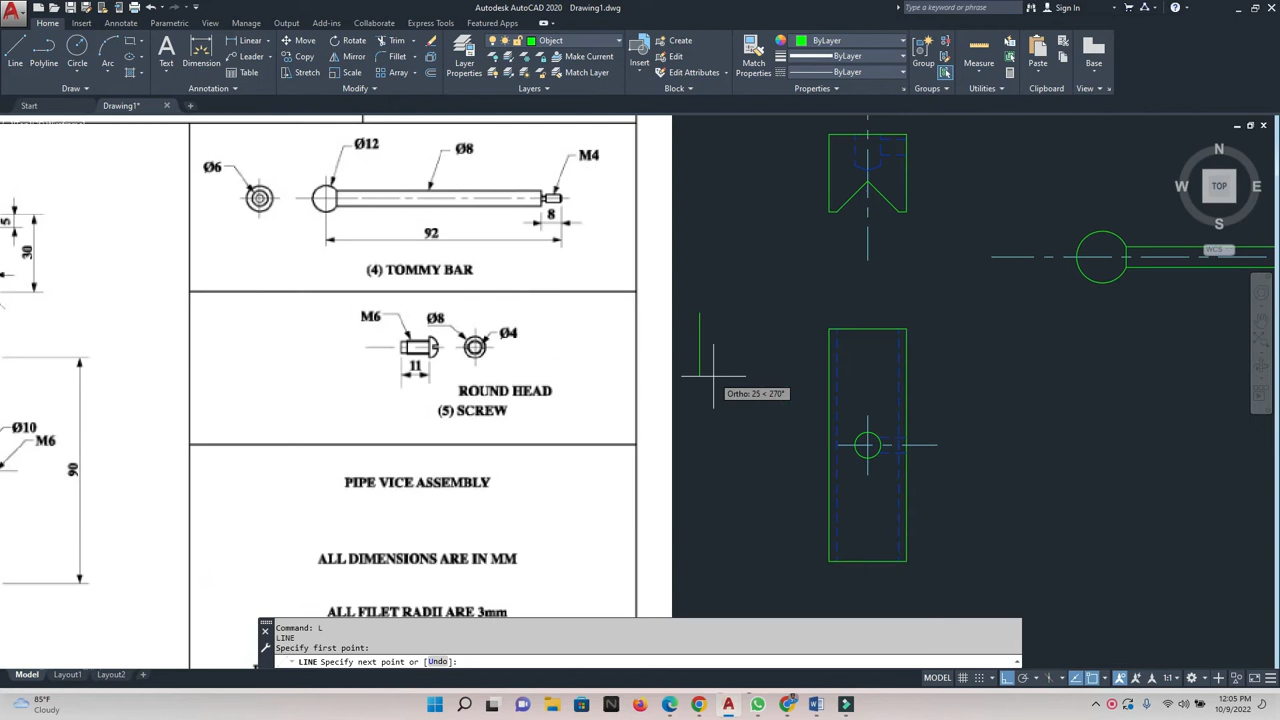 Autodesk AutoCAD 2020 Drawing1.dwg
Type a keyword or phrase
Sign In
Home Insert Annotate Parametric View Manage Output Add-ins Collaborate Express Tools Featured Apps
Line Polyline Circle Arc
Text Dimension
Linear
Leader
Table
Move Rotate Trim
Copy Mirror Fillet
Stretch Scale Array
Layer Properties
Object
Make Current
Match Layer
Insert
Create
Edit
Edit Attributes
Match Properties
ByLayer
ByLayer
ByLayer
Group
Measure
Paste
Base
Draw Modify Annotation Layers Block Properties Groups Utilities Clipboard View
Start Drawing1*
Ø12
Ø8
M4
Ø6
8
92
(4) TOMMY BAR
5
30
M6
Ø8
Ø4
11
ROUND HEAD
(5) SCREW
Ø10
M6
90
PIPE VICE ASSEMBLY
ALL DIMENSIONS ARE IN MM
ALL FILET RADII ARE 3mm
N
W TOP E
S
WCS
Ortho: 25 < 270°
Command: L
LINE
Specify first point:
LINE Specify next point or [Undo]:
Model Layout1 Layout2
MODEL
1:1
85°F
Cloudy
12:05 PM
10/9/2022